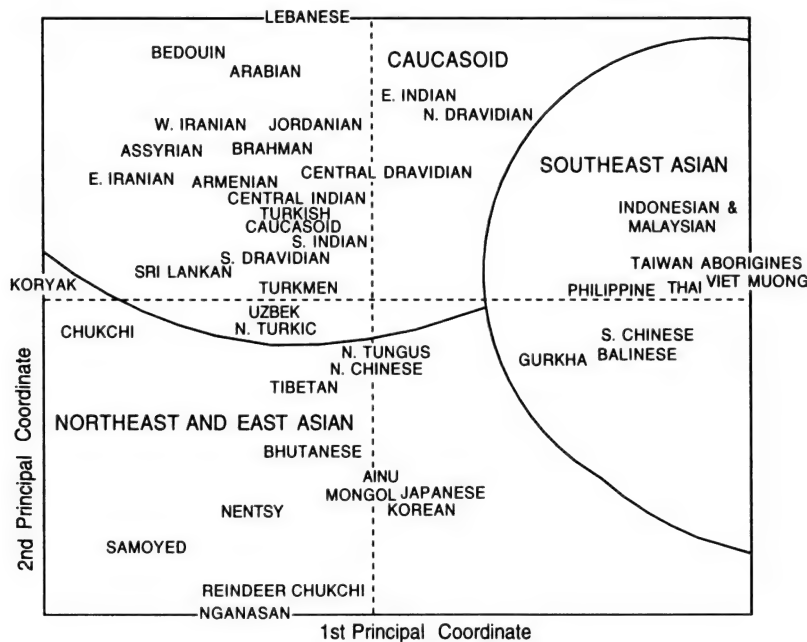 LEBANESE
BEDOUIN
ARABIAN
CAUCASOID
E. INDIAN
N. DRAVIDIAN
W. IRANIAN
JORDANIAN
ASSYRIAN
BRAHMAN
SOUTHEAST ASIAN
E. IRANIAN
ARMENIAN
CENTRAL DRAVIDIAN
CENTRAL INDIAN
TURKISH
CAUCASOID
S. INDIAN
INDONESIAN &
MALAYSIAN
S. DRAVIDIAN
SRI LANKAN
TAIWAN ABORIGINES
KORYAK
TURKMEN
PHILIPPINE
THAI
VIET MUONG
UZBEK
N. TURKIC
CHUKCHI
N. TUNGUS
N. CHINESE
S. CHINESE
BALINESE
GURKHA
TIBETAN
NORTHEAST AND EAST ASIAN
BHUTANESE
AINU
MONGOL
JAPANESE
KOREAN
NENTSY
SAMOYED
REINDEER CHUKCHI
NGANASAN
2nd Principal Coordinate
1st Principal Coordinate